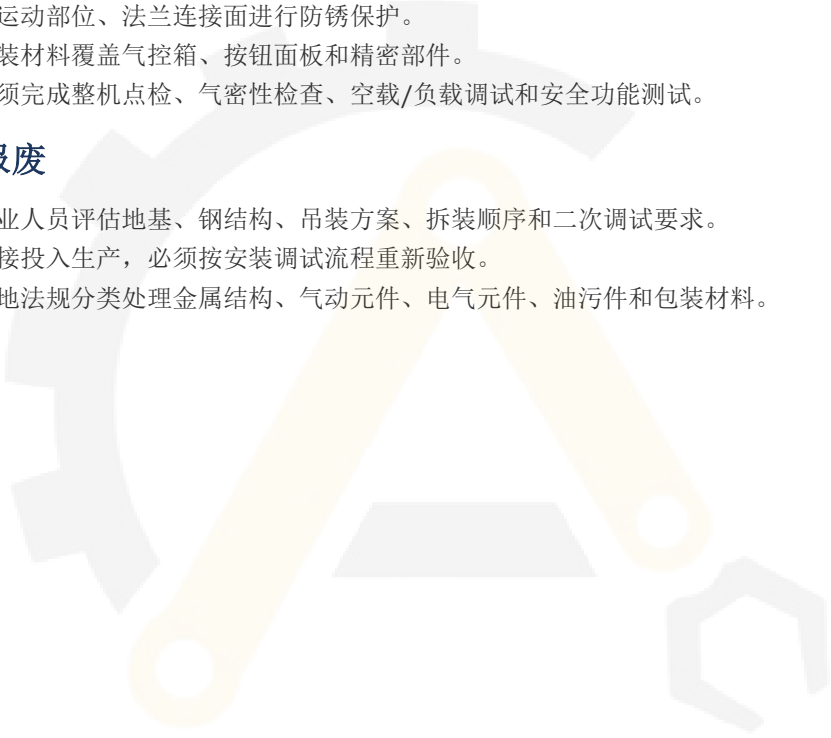 运动部位、法兰连接面进行防锈保护。
装材料覆盖气控箱、按钮面板和精密部件。
须完成整机点检、气密性检查、空载/负载调试和安全功能测试。
报废
业人员评估地基、钢结构、吊装方案、拆装顺序和二次调试要求。
接投入生产，必须按安装调试流程重新验收。
地法规分类处理金属结构、气动元件、电气元件、油污件和包装材料。